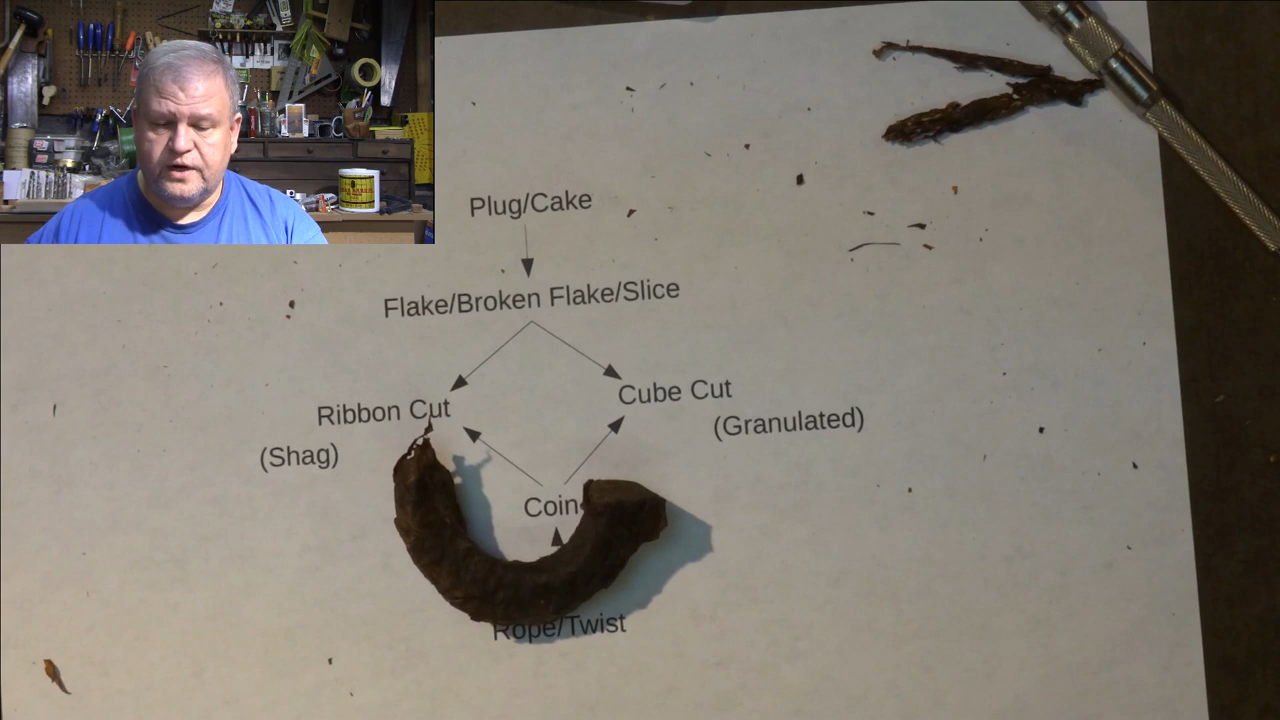 Plug/Cake
Flake/Broken Flake/Slice
Ribbon Cut
Cube Cut
(Shag)
(Granulated)
Coin
Rope/Twist